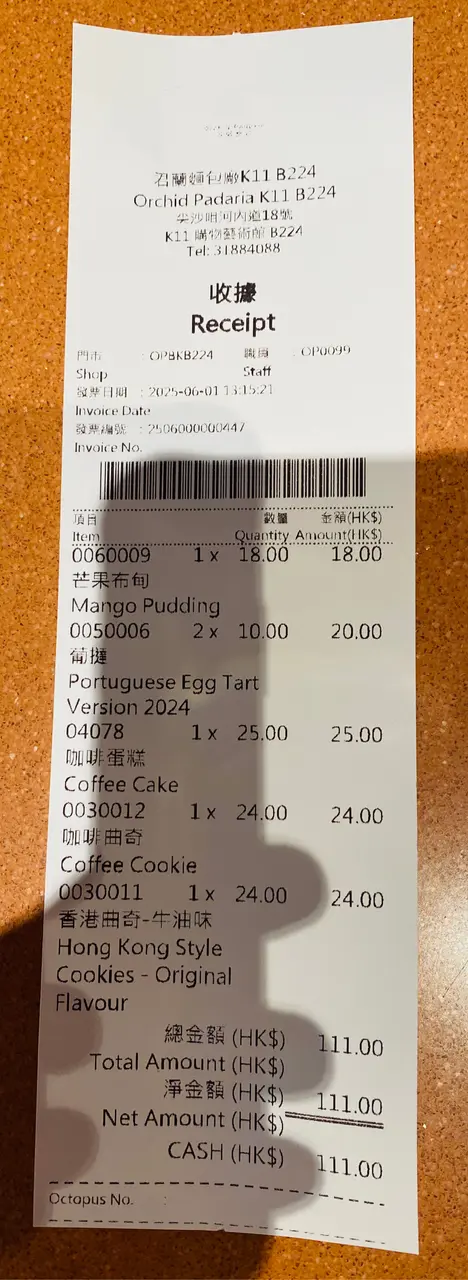 君蘭麵包廠K11 B224
Orchid Padaria K11 B224
尖沙咀河內道18號
K11 購物藝術館 B224
Tel: 31884088
收據
Receipt
門市 : OPBKB224 職員 : OP0099
Shop Staff
發票日期 : 2025-06-01 13:15:21
Invoice Date
發票編號 : 2506000000447
Invoice No.
項目 數量 金額(HK$)
Item Quantity Amount(HK$)
0060009 1 x 18.00 18.00
芒果布甸
Mango Pudding
0050006 2 x 10.00 20.00
葡撻
Portuguese Egg Tart
Version 2024
04078 1 x 25.00 25.00
咖啡蛋糕
Coffee Cake
0030012 1 x 24.00 24.00
咖啡曲奇
Coffee Cookie
0030011 1 x 24.00 24.00
香港曲奇-牛油味
Hong Kong Style
Cookies - Original
Flavour
總金額 (HK$) 111.00
Total Amount (HK$)
淨金額 (HK$) 111.00
Net Amount (HK$)
CASH (HK$) 111.00
Octopus No. :